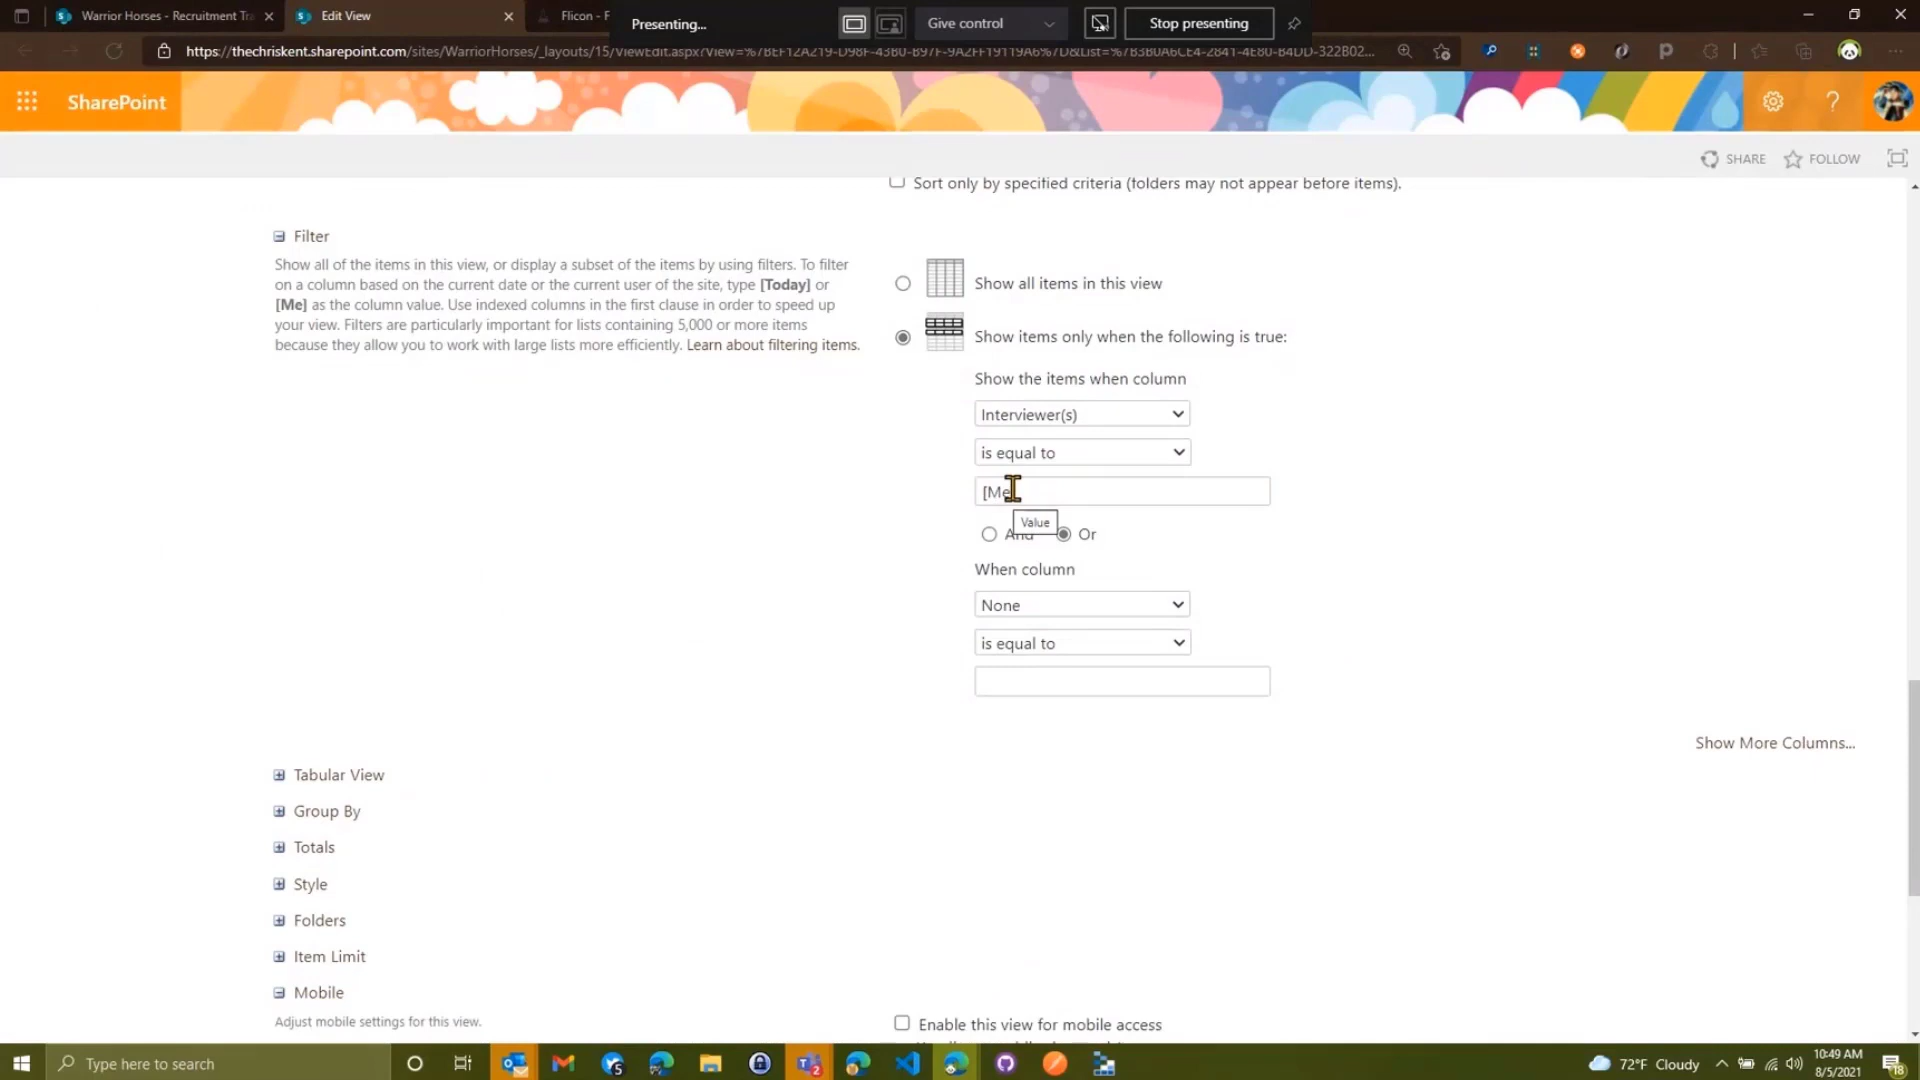 Warrior Horses - Recruitment Tra
Edit View
Flicon - F
Presenting...
Give control
Stop presenting
https://thechriskent.sharepoint.com/sites/WarriorHorses/_layouts/15/ViewEdit.aspx?View=
SharePoint
SHARE
FOLLOW
Sort only by specified criteria (folders may not appear before items).
Filter
Show all of the items in this view, or display a subset of the items by using filters. To filter
on a column based on the current date or the current user of the site, type [Today] or
[Me] as the column value. Use indexed columns in the first clause in order to speed up
your view. Filters are particularly important for lists containing 5,000 or more items
because they allow you to work with large lists more efficiently. Learn about filtering items.
Show all items in this view
Show items only when the following is true:
Show the items when column
Interviewer(s)
is equal to
[Me
Value
And
Or
When column
None
is equal to
Show More Columns...
Tabular View
Group By
Totals
Style
Folders
Item Limit
Mobile
Adjust mobile settings for this view.
Enable this view for mobile access
Type here to search
72°F Cloudy
10:49 AM
8/5/2021
18